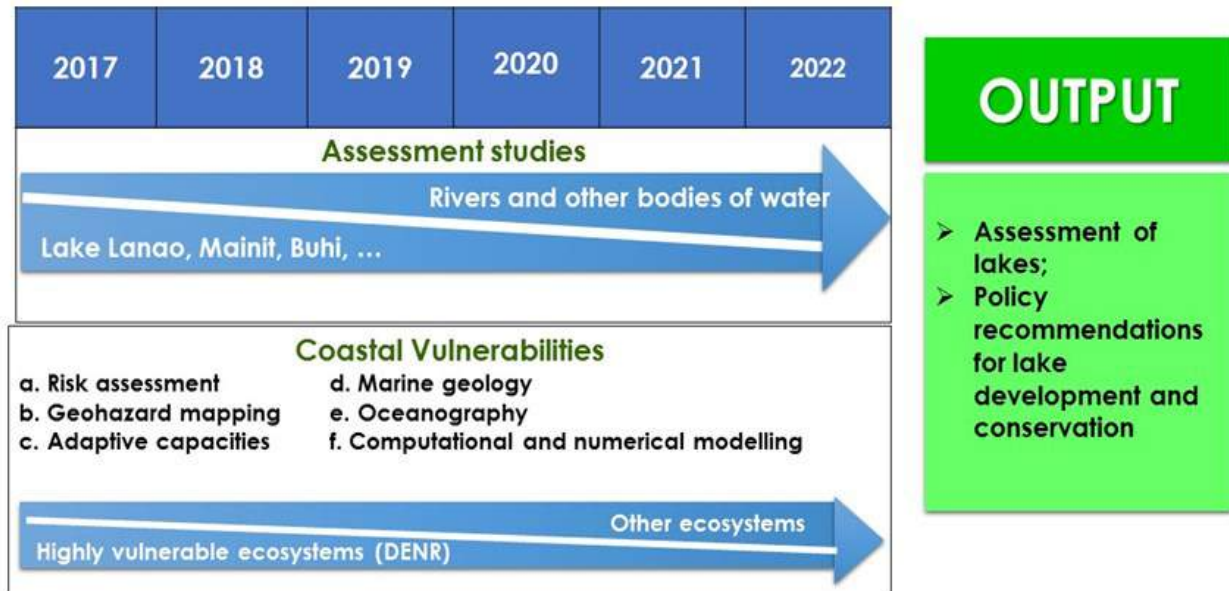 2017 2018 2019 2020 2021 2022
Assessment studies
Rivers and other bodies of water
Lake Lanao, Mainit, Buhi, ...
Coastal Vulnerabilities
a. Risk assessment
b. Geohazard mapping
c. Adaptive capacities
d. Marine geology
e. Oceanography
f. Computational and numerical modelling
Other ecosystems
Highly vulnerable ecosystems (DENR)
OUTPUT
➢ Assessment of
lakes;
➢ Policy
recommendations
for lake
development and
conservation